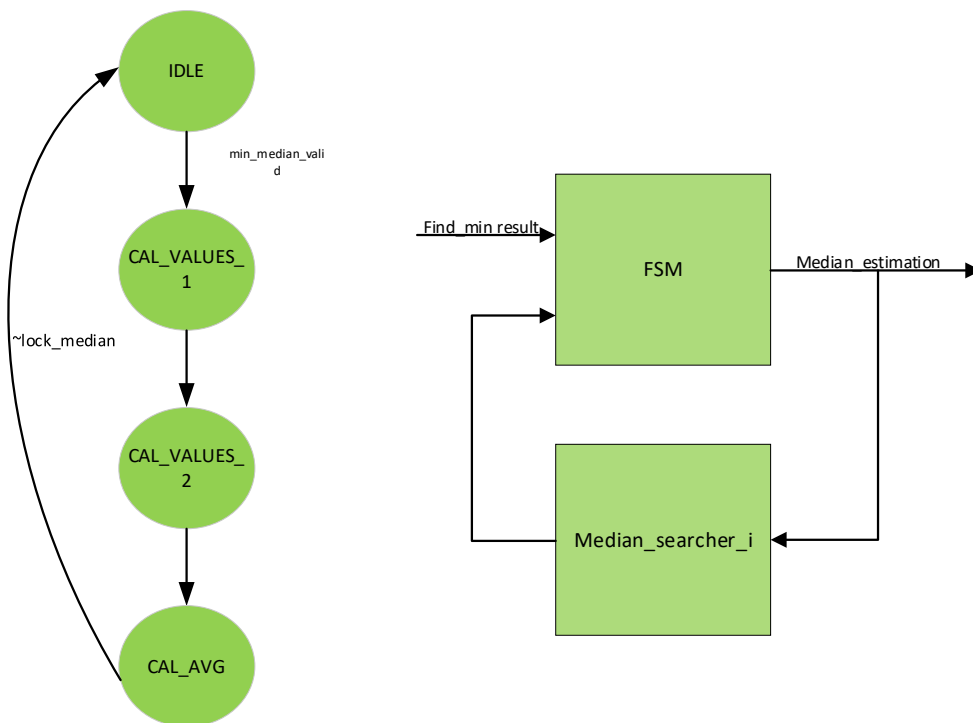 IDLE
min_median_vali
d
CAL_VALUES_
1
~lock_median
CAL_VALUES_
2
CAL_AVG
Find_min result
FSM
Median_estimation
Median_searcher_i